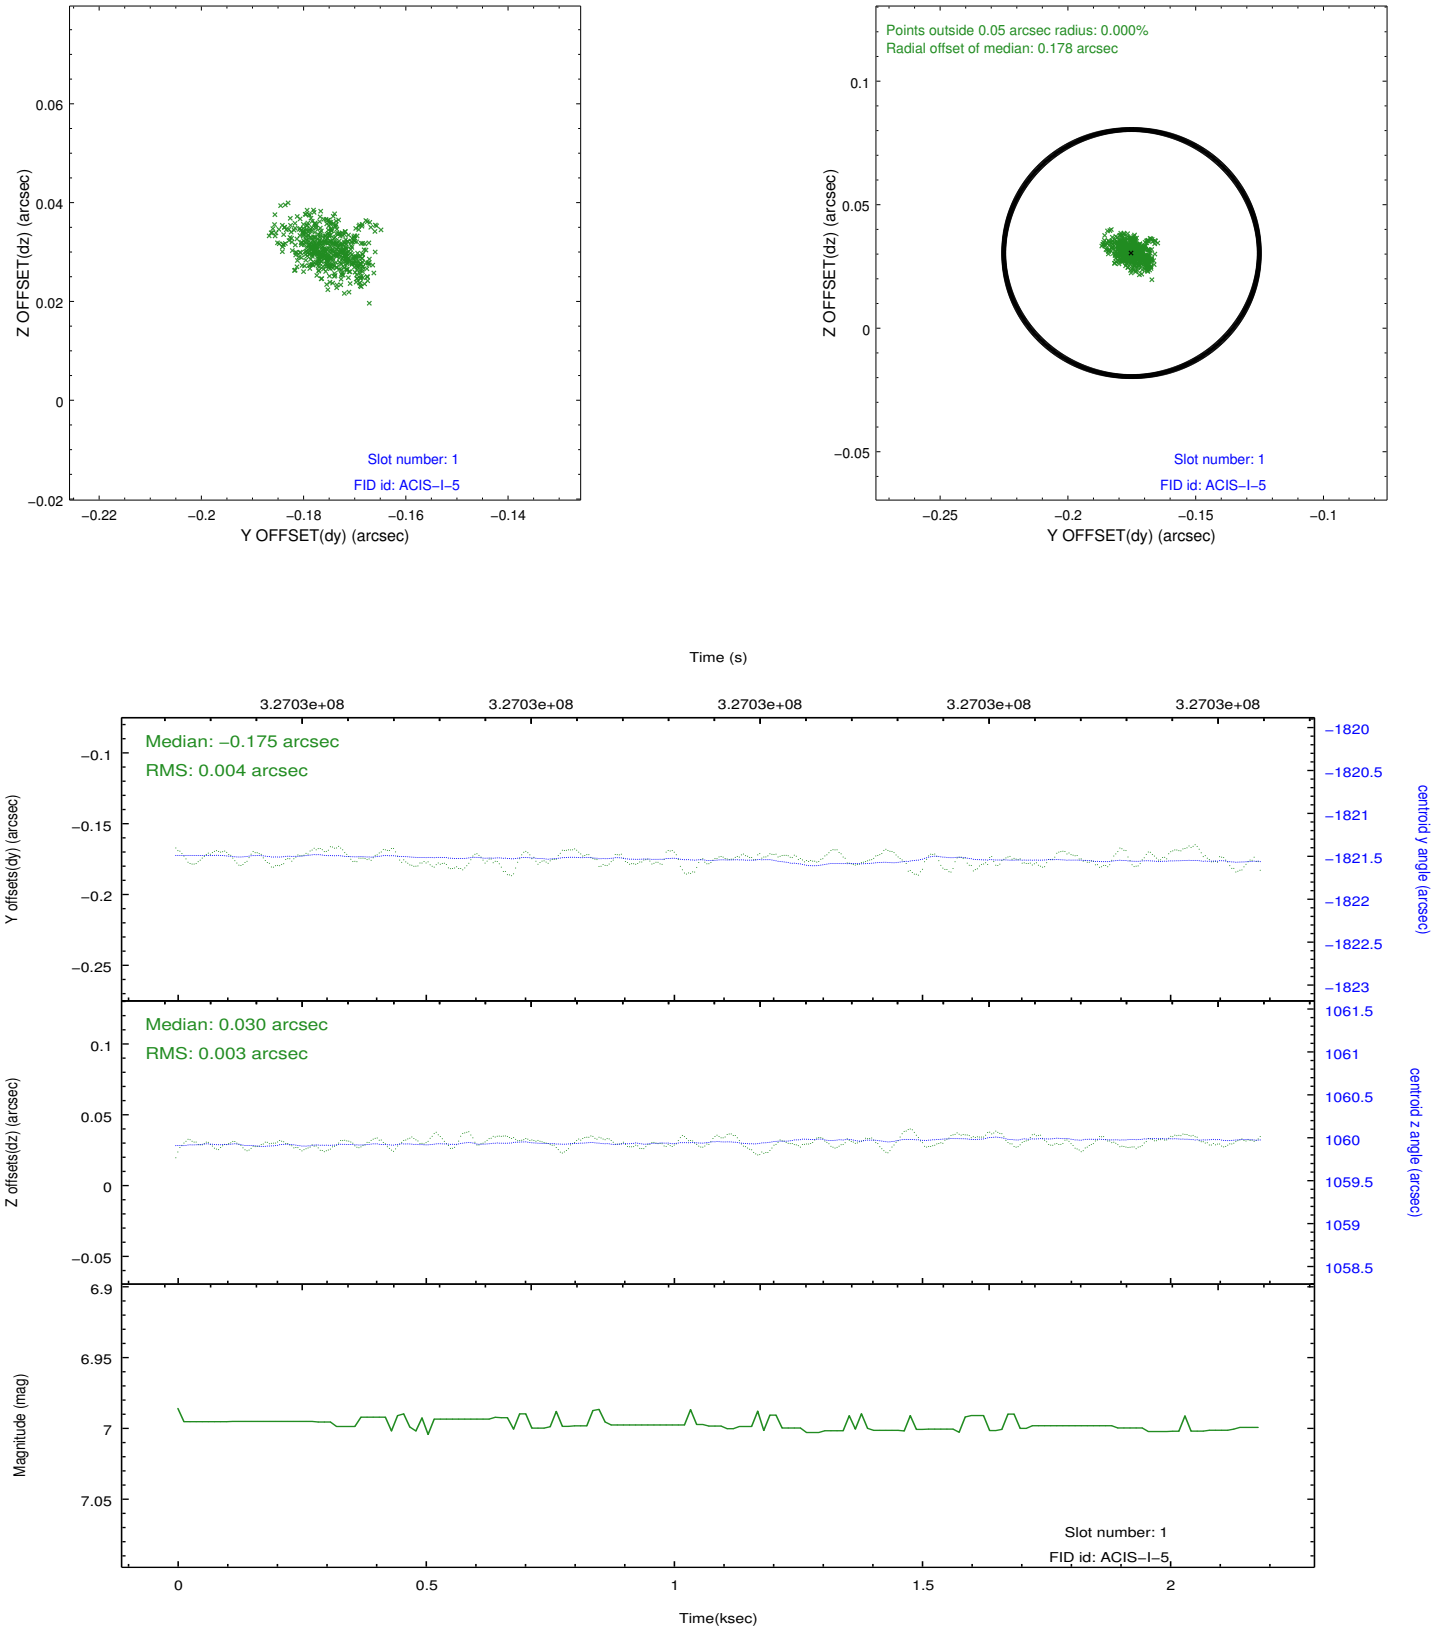 0.06
0.04
0.02
0
−0.02
Z OFFSET(dz) (arcsec)
Slot number: 1
FID id: ACIS−I−5
−0.22
−0.2
−0.18
−0.16
−0.14
Y OFFSET(dy) (arcsec)
Points outside 0.05 arcsec radius: 0.000%
Radial offset of median: 0.178 arcsec
0.1
0.05
0
−0.05
Z OFFSET(dz) (arcsec)
Slot number: 1
FID id: ACIS−I−5
−0.25
−0.2
−0.15
−0.1
Y OFFSET(dy) (arcsec)
Time (s)
3.2703e+08
3.2703e+08
3.2703e+08
3.2703e+08
3.2703e+08
Median: −0.175 arcsec
RMS: 0.004 arcsec
−0.1
−0.15
−0.2
−0.25
Y offsets(dy) (arcsec)
−1820
−1820.5
−1821
−1821.5
−1822
−1822.5
−1823
centroid y angle (arcsec)
Median: 0.030 arcsec
RMS: 0.003 arcsec
0.1
0.05
0
−0.05
Z offsets(dz) (arcsec)
1061.5
1061
1060.5
1060
1059.5
1059
1058.5
centroid z angle (arcsec)
6.9
6.95
7
7.05
Magnitude (mag)
Slot number: 1
FID id: ACIS−I−5
0
0.5
1
1.5
2
Time(ksec)